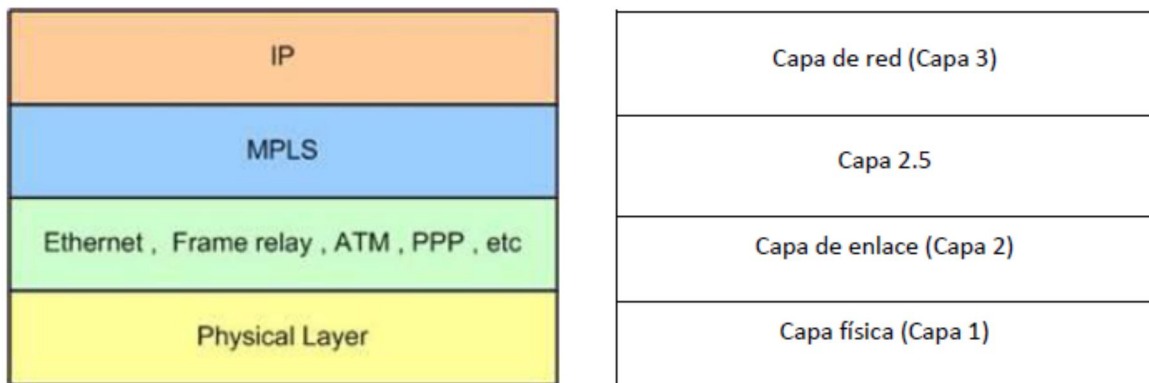 IP
MPLS
Ethernet , Frame relay , ATM , PPP , etc
Physical Layer
Capa de red (Capa 3)
Capa 2.5
Capa de enlace (Capa 2)
Capa física (Capa 1)